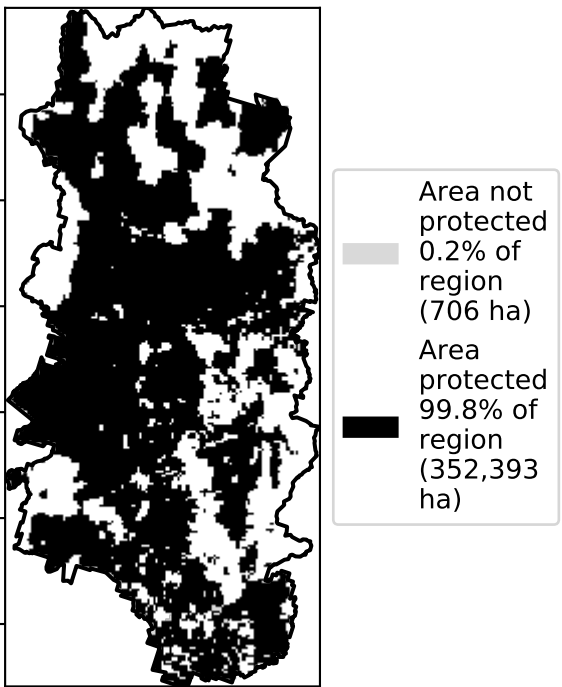 Area not
protected
0.2% of
region
(706 ha)
Area
protected
99.8% of
region
(352,393
ha)